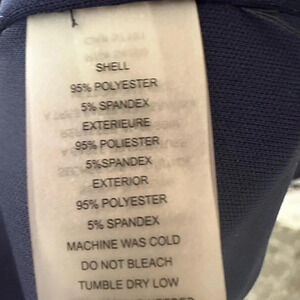 SHELL
95% POLYESTER
5% SPANDEX
EXTERIEURE
95% POLIESTER
5%SPANDEX
EXTERIOR
95% POLYESTER
5% SPANDEX
MACHINE WAS COLD
DO NOT BLEACH
TUMBLE DRY LOW